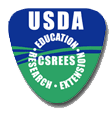 USDA
EDUCATION
CSREES
RESEARCH • EXTENSION